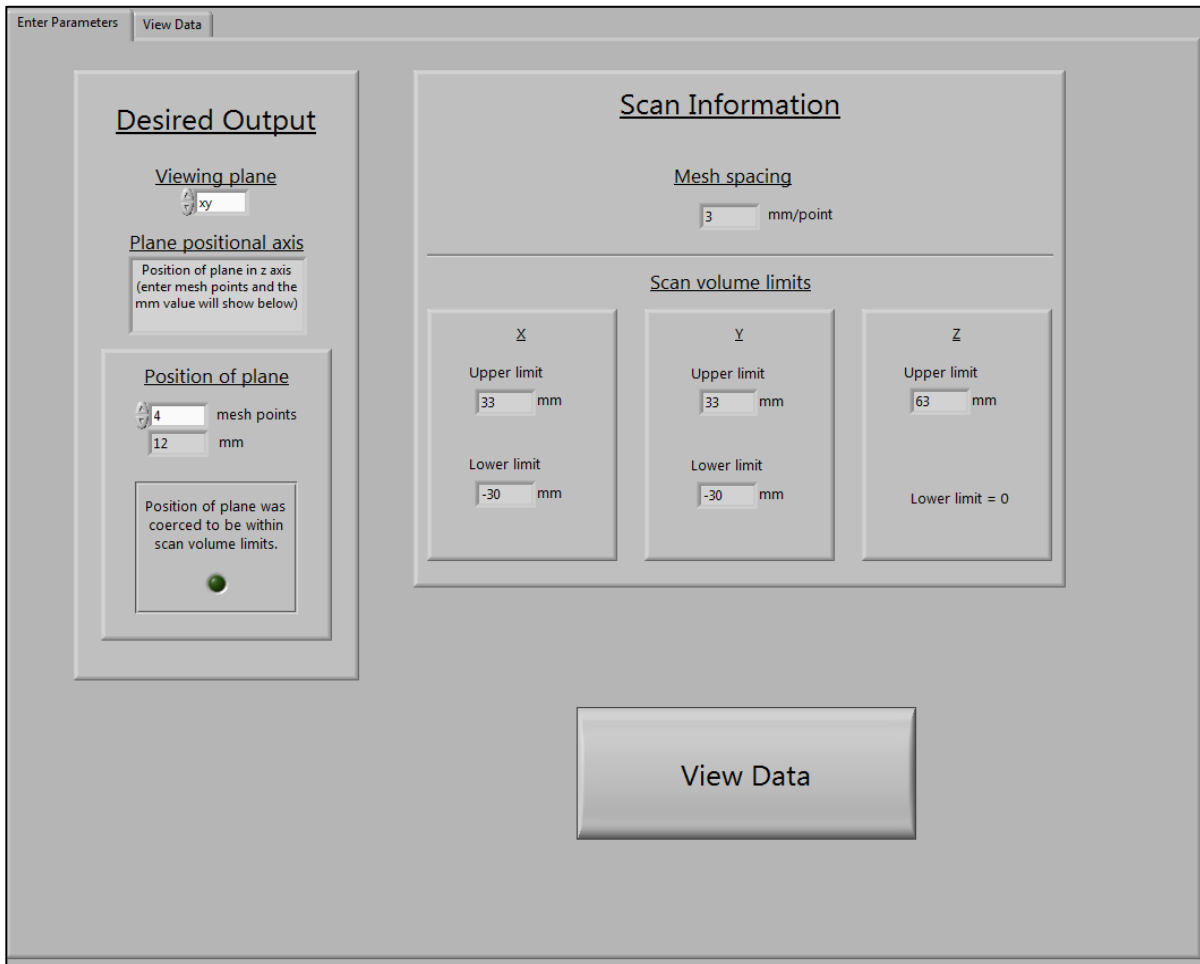 Enter Parameters
View Data
Desired Output
Viewing plane
xy
Plane positional axis
Position of plane in z axis
(enter mesh points and the
mm value will show below)
Position of plane
4 mesh points
12 mm
Position of plane was
coerced to be within
scan volume limits.
Scan Information
Mesh spacing
3 mm/point
Scan volume limits
X
Upper limit
33 mm
Lower limit
-30 mm
Y
Upper limit
33 mm
Lower limit
-30 mm
Z
Upper limit
63 mm
Lower limit = 0
View Data